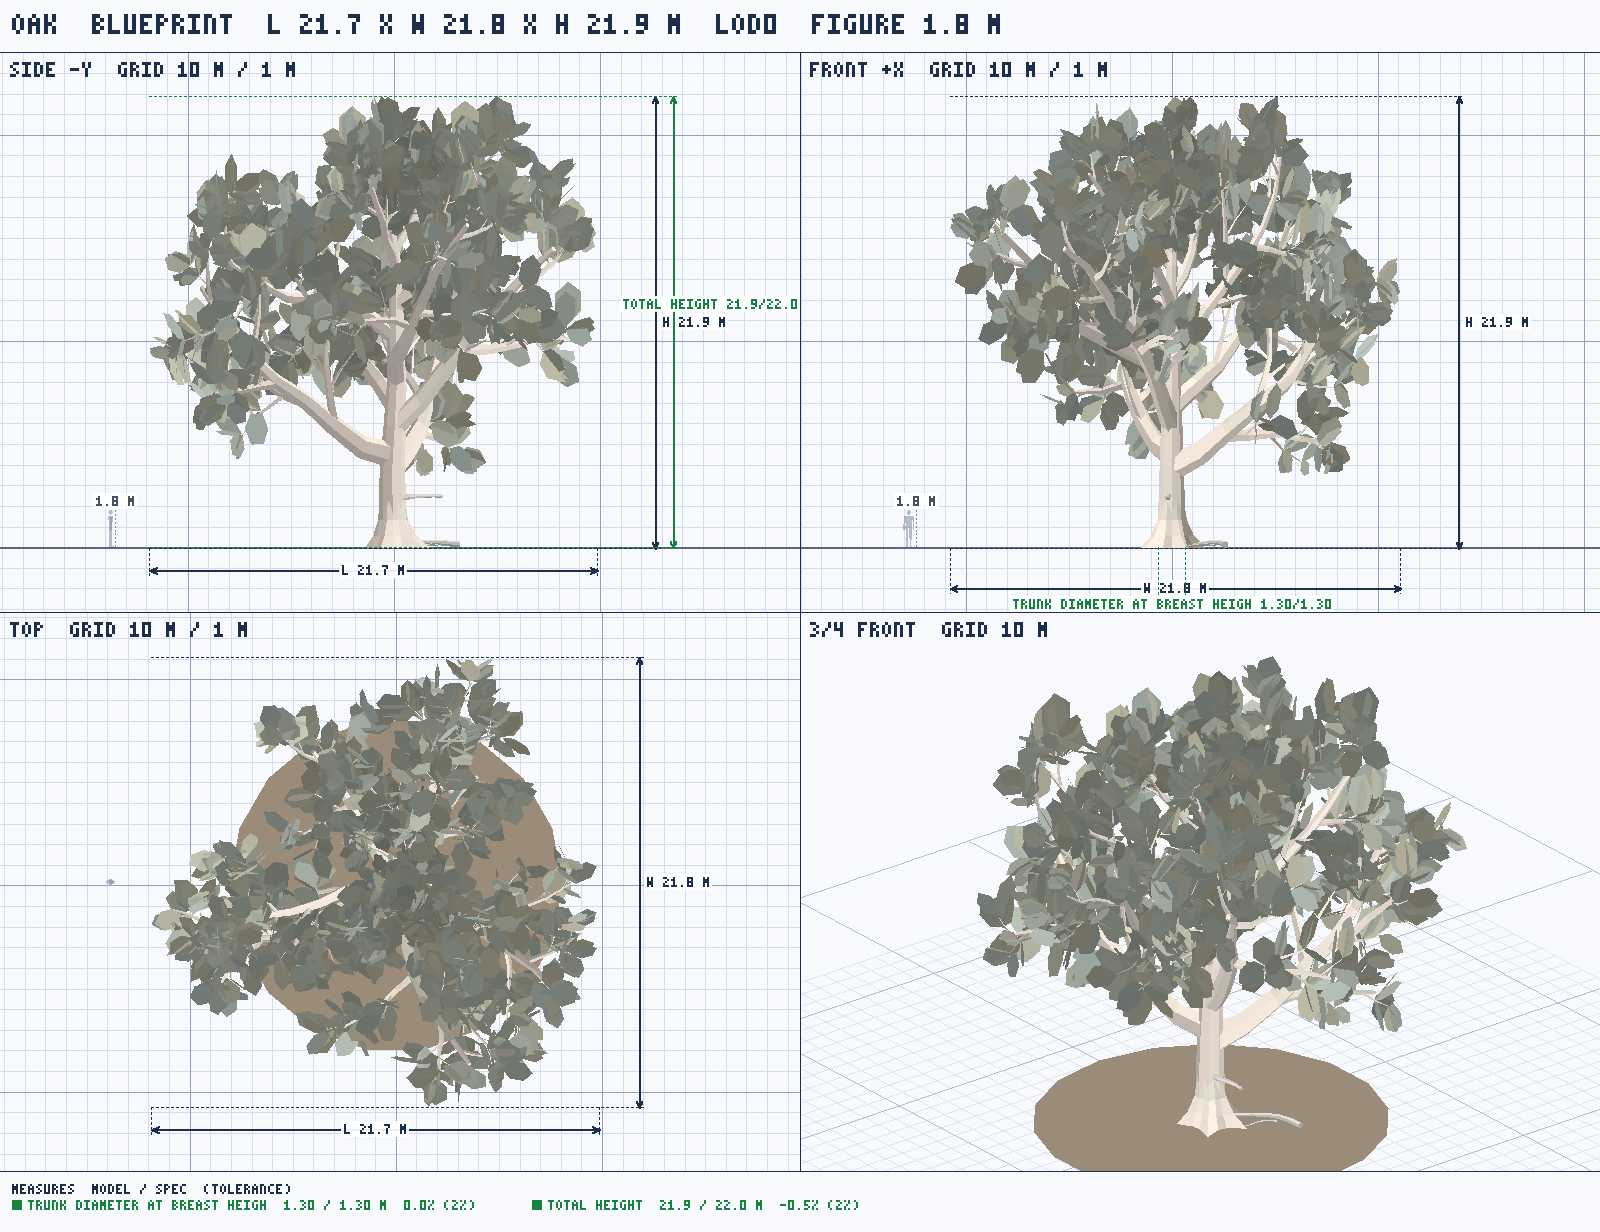 OAK BLUEPRINT L 21.7 X W 21.8 X H 21.9 M LOD0 FIGURE 1.8 M
SIDE -Y GRID 10 M / 1 M
FRONT +X GRID 10 M / 1 M
TOTAL HEIGHT 21.9/22.0
H 21.9 M
H 21.9 M
1.8 M
1.8 M
L 21.7 M
W 21.8 M
TRUNK DIAMETER AT BREAST HEIGH 1.30/1.30
TOP GRID 10 M / 1 M
3/4 FRONT GRID 10 M
W 21.8 M
L 21.7 M
MEASURES MODEL / SPEC (TOLERANCE)
TRUNK DIAMETER AT BREAST HEIGH 1.30 / 1.30 M 0.0% (2%)
TOTAL HEIGHT 21.9 / 22.0 M -0.5% (2%)